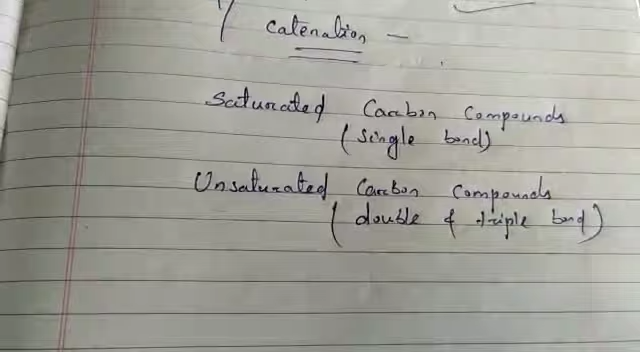 Catenation —
Saturated Carbon Compounds
(single bond)
Unsaturated Carbon Compounds
(double & triple bond)